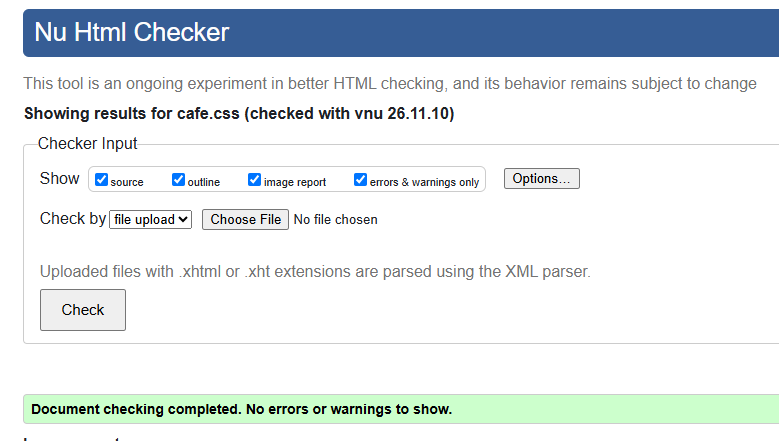 Nu Html Checker
This tool is an ongoing experiment in better HTML checking, and its behavior remains subject to change
Showing results for cafe.css (checked with vnu 26.11.10)
Checker Input
Show source outline image report errors & warnings only Options...
Check by file upload Choose File No file chosen
Uploaded files with .xhtml or .xht extensions are parsed using the XML parser.
Check
Document checking completed. No errors or warnings to show.